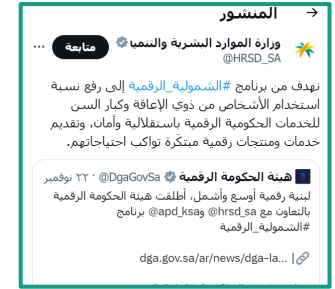 المنشور
وزارة الموارد البشرية والتنمية
متابعة
@HRSD_SA
نهدف من برنامج #الشمولية_الرقمية إلى رفع نسبة
استخدام الأشخاص من ذوي الإعاقة وكبار السن
للخدمات الحكومية الرقمية باستقلالية وأمان، وتقديم
خدمات ومنتجات رقمية مبتكرة تواكب احتياجاتهم.
هيئة الحكومة الرقمية @DgaGovSa · ٢٢ نوفمبر
لبنية رقمية أوسع وأشمل، أطلقت هيئة الحكومة الرقمية
بالتعاون مع @hrsd_sa و@apd_ksa برنامج
#الشمولية_الرقمية
| dga.gov.sa/ar/news/dga-la...